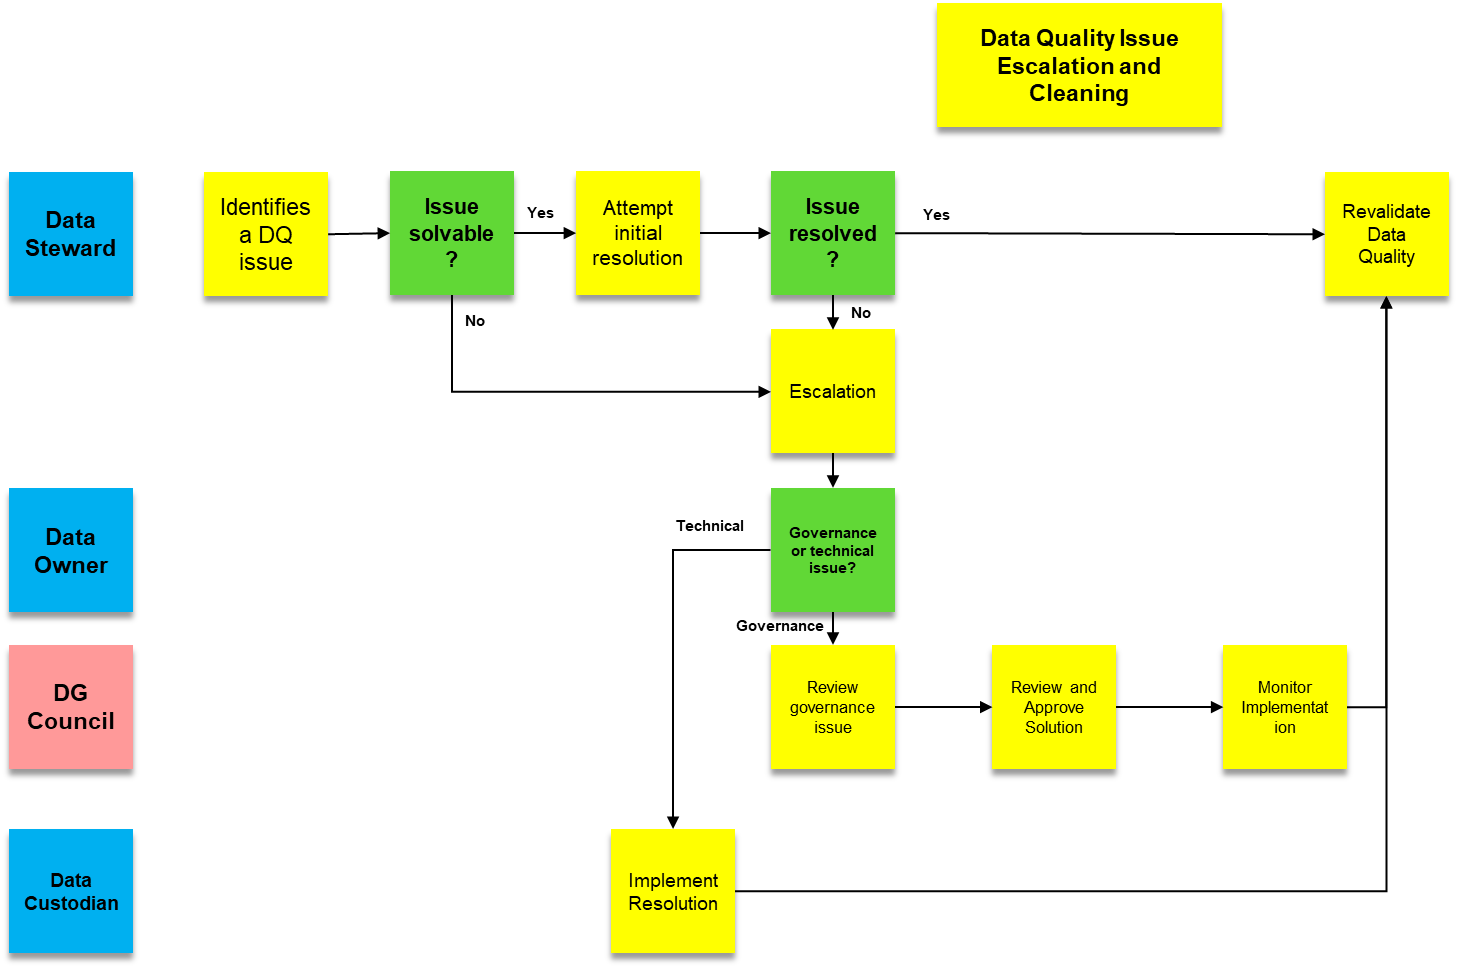 Data Quality Issue
Escalation and
Cleaning
Data
Steward
Identifies
a DQ
issue
Issue
solvable
?
Yes
Attempt
initial
resolution
Issue
resolved
?
Yes
Revalidate
Data
Quality
No
No
Escalation
Data
Owner
Technical
Governance
or technical
issue?
Governance
DG
Council
Review
governance
issue
Review and
Approve
Solution
Monitor
Implementat
ion
Data
Custodian
Implement
Resolution